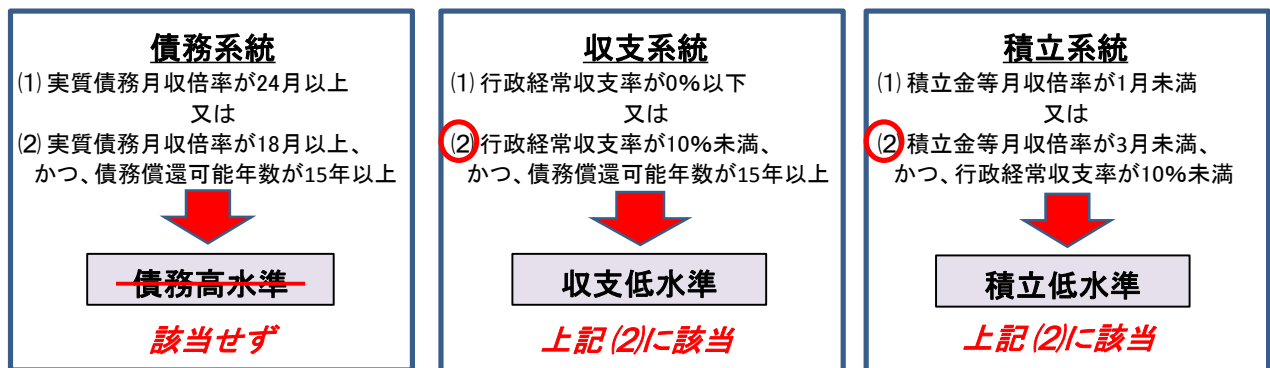 債務系統
⑴ 実質債務月収倍率が24月以上
又は
⑵ 実質債務月収倍率が18月以上、
かつ、債務償還可能年数が15年以上
債務高水準
該当せず
収支系統
⑴ 行政経常収支率が0%以下
又は
⑵ 行政経常収支率が10%未満、
かつ、債務償還可能年数が15年以上
収支低水準
上記⑵に該当
積立系統
⑴ 積立金等月収倍率が1月未満
又は
⑵ 積立金等月収倍率が3月未満、
かつ、行政経常収支率が10%未満
積立低水準
上記⑵に該当